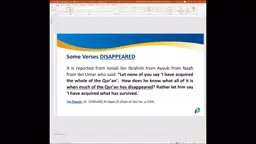 Some Verses DISAPPEARED
It is reported from Ismail ibn Ibrahim from Ayyub from Naafi
from Ibn Umar who said: "Let none of you say 'I have acquired
the whole of the Qur'an'. How does he know what all of it is
when much of the Qur'an has disappeared? Rather let him say
'I have acquired what has survived.'